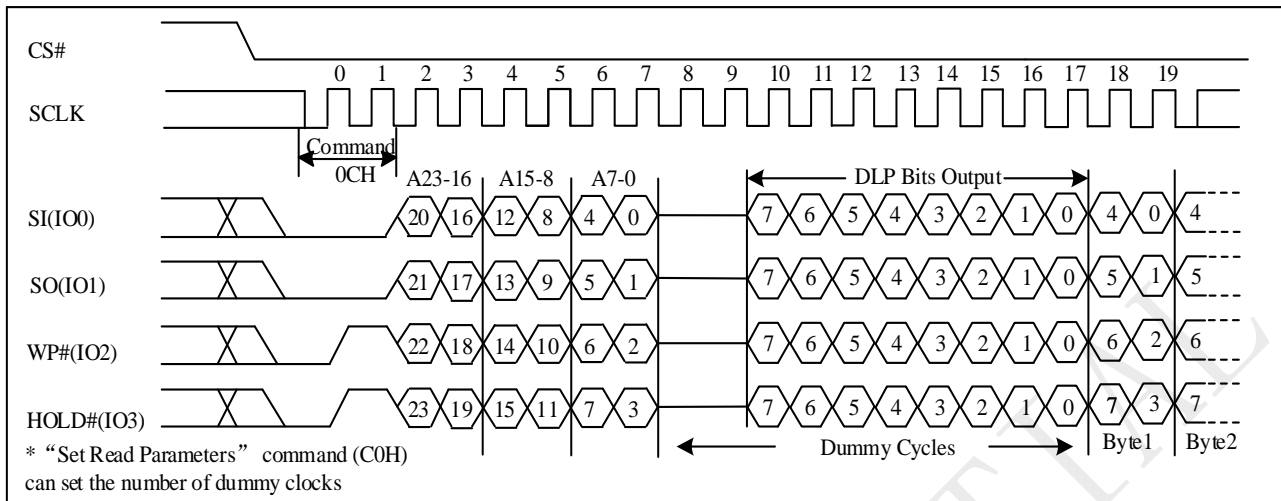 CS#
0 1 2 3 4 5 6 7 8 9 10 11 12 13 14 15 16 17 18 19
SCLK
Command
0CH
A23-16 A15-8 A7-0 DLP Bits Output
SI(IO0) 20 16 12 8 4 0 7 6 5 4 3 2 1 0 4 0 4
SO(IO1) 21 17 13 9 5 1 7 6 5 4 3 2 1 0 5 1 5
WP#(IO2) 22 18 14 10 6 2 7 6 5 4 3 2 1 0 6 2 6
HOLD#(IO3) 23 19 15 11 7 3 7 6 5 4 3 2 1 0 7 3 7
Dummy Cycles Byte1 Byte2
* “Set Read Parameters” command (C0H)
can set the number of dummy clocks